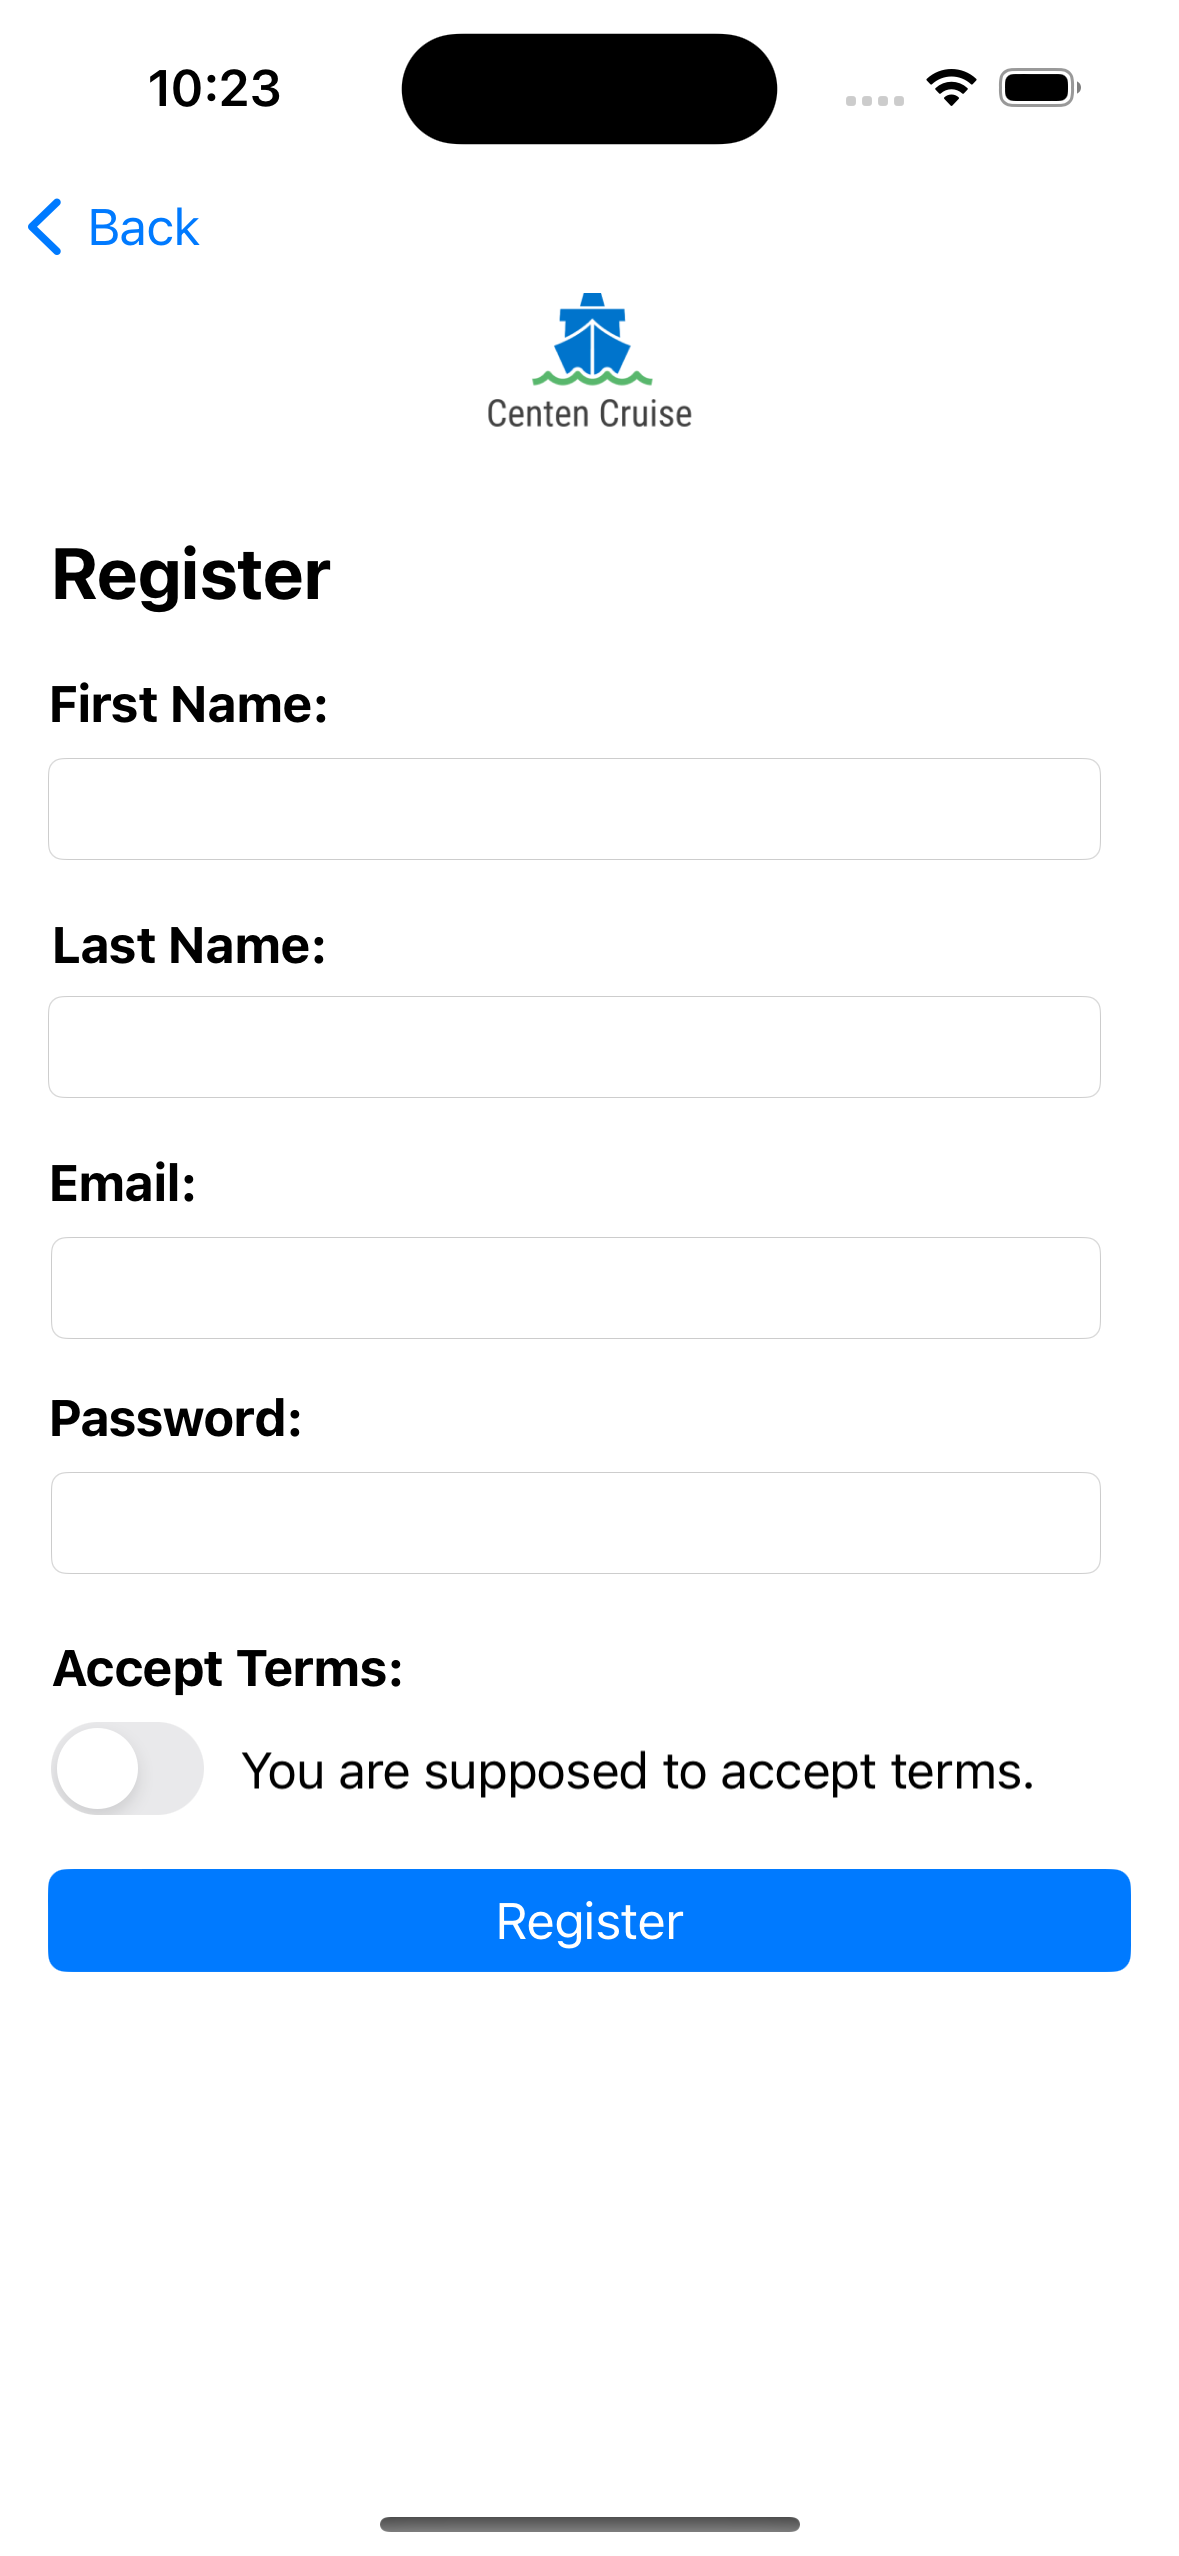 10:23
Back
Centen Cruise
Register
First Name:
Last Name:
Email:
Password:
Accept Terms:
You are supposed to accept terms.
Register